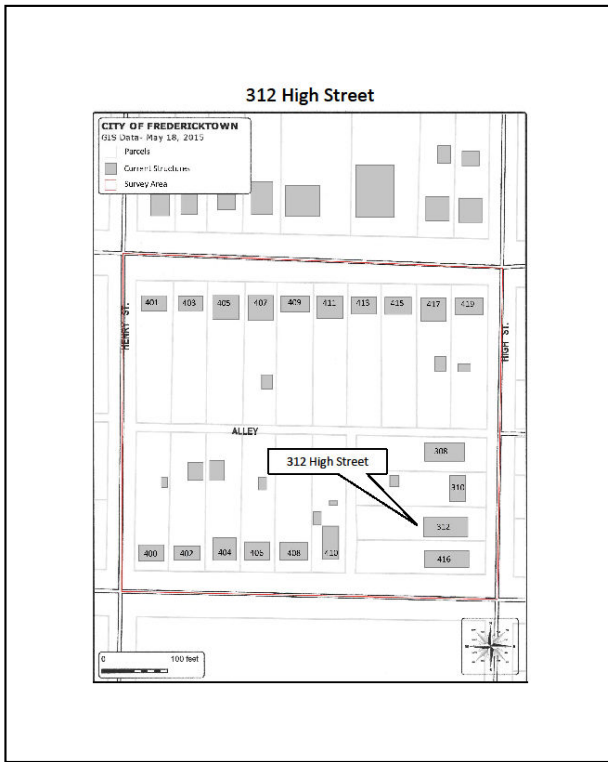 312 High Street
CITY OF FREDERICKTOWN
GIS Data- May 18, 2015
Parcels
Current Structures
Survey Area
HENRY ST.
HIGH ST.
401 403 405 407 409 411 413 415 417 419
ALLEY
308
312 High Street
310
312
400 402 404 406 408 410 416
0 100 feet